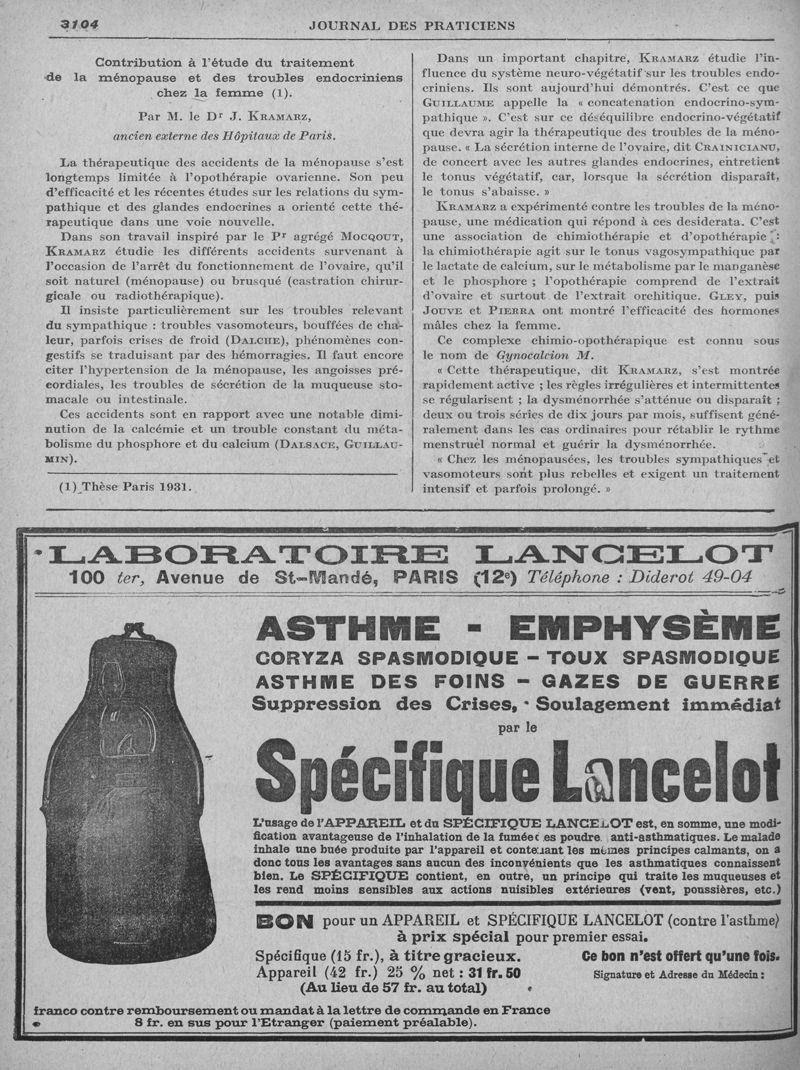 3104
JOURNAL DES PRATICIENS
Contribution à l'étude du traitement
de la ménopause et des troubles endocriniens
chez la femme (1).
Par M. le Dr J. KRAMARZ,
ancien externe des Hôpitaux de Paris.
La thérapeutique des accidents de la ménopause s'est
longtemps limitée à l'opothérapie ovarienne. Son peu
d'efficacité et les récentes études sur les relations du sym-
pathique et des glandes endocrines a orienté cette thé-
rapeutique dans une voie nouvelle.
Dans son travail inspiré par le Pr agrégé MOCQOUT,
KRAMARZ étudie les différents accidents survenant à
l'occasion de l'arrêt du fonctionnement de l'ovaire, qu'il
soit naturel (ménopause) ou brusqué (castration chirur-
gicale ou radiothérapique).
Il insiste particulièrement sur les troubles relevant
du sympathique : troubles vasomoteurs, bouffées de cha-
leur, parfois crises de froid (DALCHE), phénomènes con-
gestifs se traduisant par des hémorragies. Il faut encore
citer l'hypertension de la ménopause, les angoisses pré-
cordiales, les troubles de sécrétion de la muqueuse sto-
macale ou intestinale.
Ces accidents sont en rapport avec une notable dimi-
nution de la calcémie et un trouble constant du méta-
bolisme du phosphore et du calcium (DALSACE, GUILLAU-
MIN).
(1) Thèse Paris 1931.
Dans un important chapitre, KRAMARZ étudie l'in-
fluence du système neuro-végétatif sur les troubles endo-
criniens. Ils sont aujourd'hui démontrés. C'est ce que
GUILLAUME appelle la « concatenation endocrino-sym-
pathique ». C'est sur ce déséquilibre endocrino-végétatif
que devra agir la thérapeutique des troubles de la méno-
pause. « La sécrétion interne de l'ovaire, dit CRAINICIANU,
de concert avec les autres glandes endocrines, entretient
le tonus végétatif, car, lorsque la sécrétion disparaît,
le tonus s'abaisse. »
KRAMARZ a expérimenté contre les troubles de la méno-
pause, une médication qui répond à ces desiderata. C'est
une association de chimiothérapie et d'opothérapie :
la chimiothérapie agit sur le tonus vagosympathique par
le lactate de calcium, sur le métabolisme par le manganèse
et le phosphore ; l'opothérapie comprend de l'extrait
d'ovaire et surtout de l'extrait orchitique. GLEY, puis
JOUVE et PIERRA ont montré l'efficacité des hormones
mâles chez la femme.
Ce complexe chimio-opothérapique est connu sous
le nom de Gynocalcion M.
« Cette thérapeutique, dit KRAMARZ, s'est montrée
rapidement active ; les règles irrégulières et intermittentes
se régularisent ; la dysménorrhée s'atténue ou disparaît ;
deux ou trois séries de dix jours par mois, suffisent géné-
ralement dans les cas ordinaires pour rétablir le rythme
menstruel normal et guérir la dysménorrhée.
« Chez les ménopausées, les troubles sympathiques et
vasomoteurs sont plus rebelles et exigent un traitement
intensif et parfois prolongé. »
LABORATOIRE LANCELOT
100 ter, Avenue de St-Mandé, PARIS (12e) Téléphone : Diderot 49-04
ASTHME - EMPHYSÈME
CORYZA SPASMODIQUE - TOUX SPASMODIQUE
ASTHME DES FOINS - GAZES DE GUERRE
Suppression des Crises, - Soulagement immédiat
par le
Spécifique Lancelot
L'usage de l'APPAREIL et du SPÉCIFIQUE LANCELOT est, en somme, une modi-
fication avantageuse de l'inhalation de la fumée es poudre anti-asthmatiques. Le malade
inhale une buée produite par l'appareil et contenant les mêmes principes calmants, on a
donc tous les avantages sans aucun des inconvénients que les asthmatiques connaissent
bien. Le SPÉCIFIQUE contient, en outre, un principe qui traite les muqueuses et
les rend moins sensibles aux actions nuisibles extérieures (vent, poussières, etc.)
BON pour un APPAREIL et SPÉCIFIQUE LANCELOT (contre l'asthme)
à prix spécial pour premier essai.
Spécifique (15 fr.), à titre gracieux.
Ce bon n'est offert qu'une fois.
Appareil (42 fr.) 25 % net : 31 fr. 50
Signature et Adresse du Médecin :
(Au lieu de 57 fr. au total)
franco contre remboursement ou mandat à la lettre de commande en France
8 fr. en sus pour l'Etranger (paiement préalable).